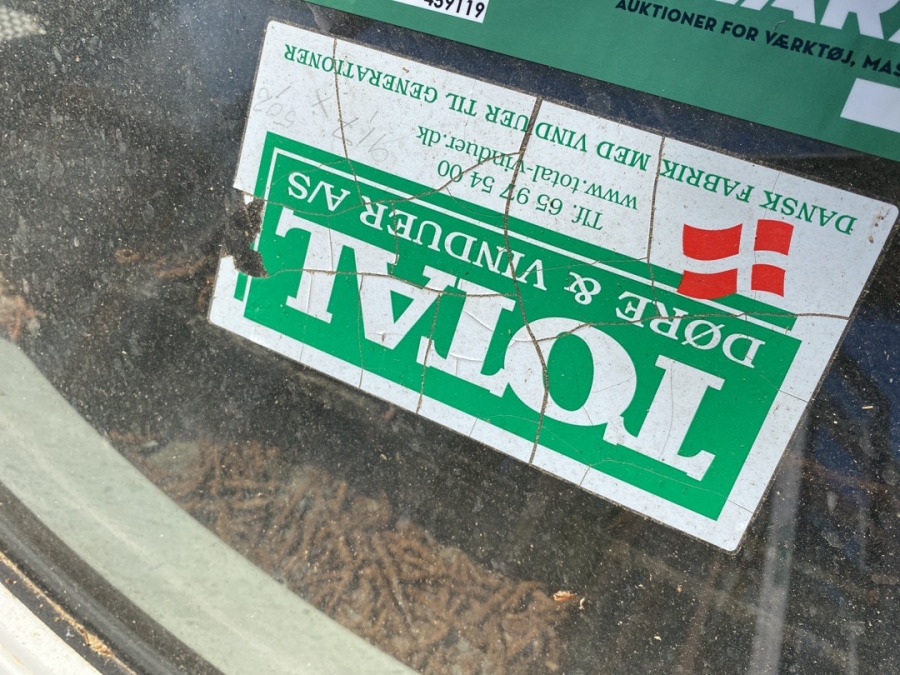 459119
AUKTIONER FOR VÆRKTØJ, MAS
TOTAL
DØRE & VINDUER A/S
Tlf. 65 97 54 00
www.total-vinduer.dk
DANSK FABRIK MED VINDUER TIL GENERATIONER